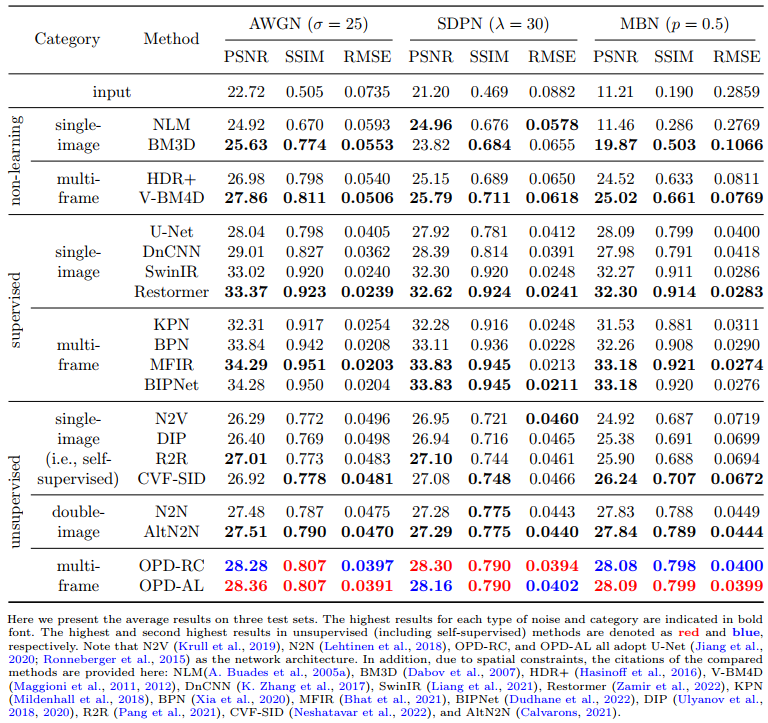 Category Method AWGN (σ = 25) SDPN (λ = 30) MBN (p = 0.5)
PSNR SSIM RMSE PSNR SSIM RMSE PSNR SSIM RMSE
input 22.72 0.505 0.0735 21.20 0.469 0.0882 11.21 0.190 0.2859
non-learning
single-image
NLM 24.92 0.670 0.0593 24.96 0.676 0.0578 11.46 0.286 0.2769
BM3D 25.63 0.774 0.0553 23.82 0.684 0.0655 19.87 0.503 0.1066
multi-frame
HDR+ 26.98 0.798 0.0540 25.15 0.689 0.0650 24.52 0.633 0.0811
V-BM4D 27.86 0.811 0.0506 25.79 0.711 0.0618 25.02 0.661 0.0769
supervised
single-image
U-Net 28.04 0.798 0.0405 27.92 0.781 0.0412 28.09 0.799 0.0400
DnCNN 29.01 0.827 0.0362 28.39 0.814 0.0391 27.98 0.791 0.0418
SwinIR 33.02 0.920 0.0240 32.30 0.920 0.0248 32.27 0.911 0.0286
Restormer 33.37 0.923 0.0239 32.62 0.924 0.0241 32.30 0.914 0.0283
multi-frame
KPN 32.31 0.917 0.0254 32.28 0.916 0.0248 31.53 0.881 0.0311
BPN 33.84 0.942 0.0208 33.11 0.936 0.0228 32.26 0.908 0.0290
MFIR 34.29 0.951 0.0203 33.83 0.945 0.0213 33.18 0.921 0.0274
BIPNet 34.28 0.950 0.0204 33.83 0.945 0.0211 33.18 0.920 0.0276
unsupervised
single-image (i.e., self-supervised)
N2V 26.29 0.772 0.0496 26.95 0.721 0.0460 24.92 0.687 0.0719
DIP 26.40 0.769 0.0498 26.94 0.716 0.0465 25.38 0.691 0.0699
R2R 27.01 0.773 0.0483 27.10 0.744 0.0461 25.90 0.688 0.0694
CVF-SID 26.92 0.778 0.0481 27.08 0.748 0.0466 26.24 0.707 0.0672
double-image
N2N 27.48 0.787 0.0475 27.28 0.775 0.0443 27.83 0.788 0.0449
AltN2N 27.51 0.790 0.0470 27.29 0.775 0.0440 27.84 0.789 0.0444
multi-frame
OPD-RC 28.28 0.807 0.0397 28.30 0.790 0.0394 28.08 0.798 0.0400
OPD-AL 28.36 0.807 0.0391 28.16 0.790 0.0402 28.09 0.799 0.0399
Here we present the average results on three test sets. The highest results for each type of noise and category are indicated in bold
font. The highest and second highest results in unsupervised (including self-supervised) methods are denoted as red and blue,
respectively. Note that N2V (Krull et al., 2019), N2N (Lehtinen et al., 2018), OPD-RC, and OPD-AL all adopt U-Net (Jiang et al.,
2020; Ronneberger et al., 2015) as the network architecture. In addition, due to spatial constraints, the citations of the compared
methods are provided here: NLM(A. Buades et al., 2005a), BM3D (Dabov et al., 2007), HDR+ (Hasinoff et al., 2016), V-BM4D
(Maggioni et al., 2011, 2012), DnCNN (K. Zhang et al., 2017), SwinIR (Liang et al., 2021), Restormer (Zamir et al., 2022), KPN
(Mildenhall et al., 2018), BPN (Xia et al., 2020), MFIR (Bhat et al., 2021), BIPNet (Dudhane et al., 2022), DIP (Ulyanov et al.,
2018, 2020), R2R (Pang et al., 2021), CVF-SID (Neshatavar et al., 2022), and AltN2N (Calvarons, 2021).